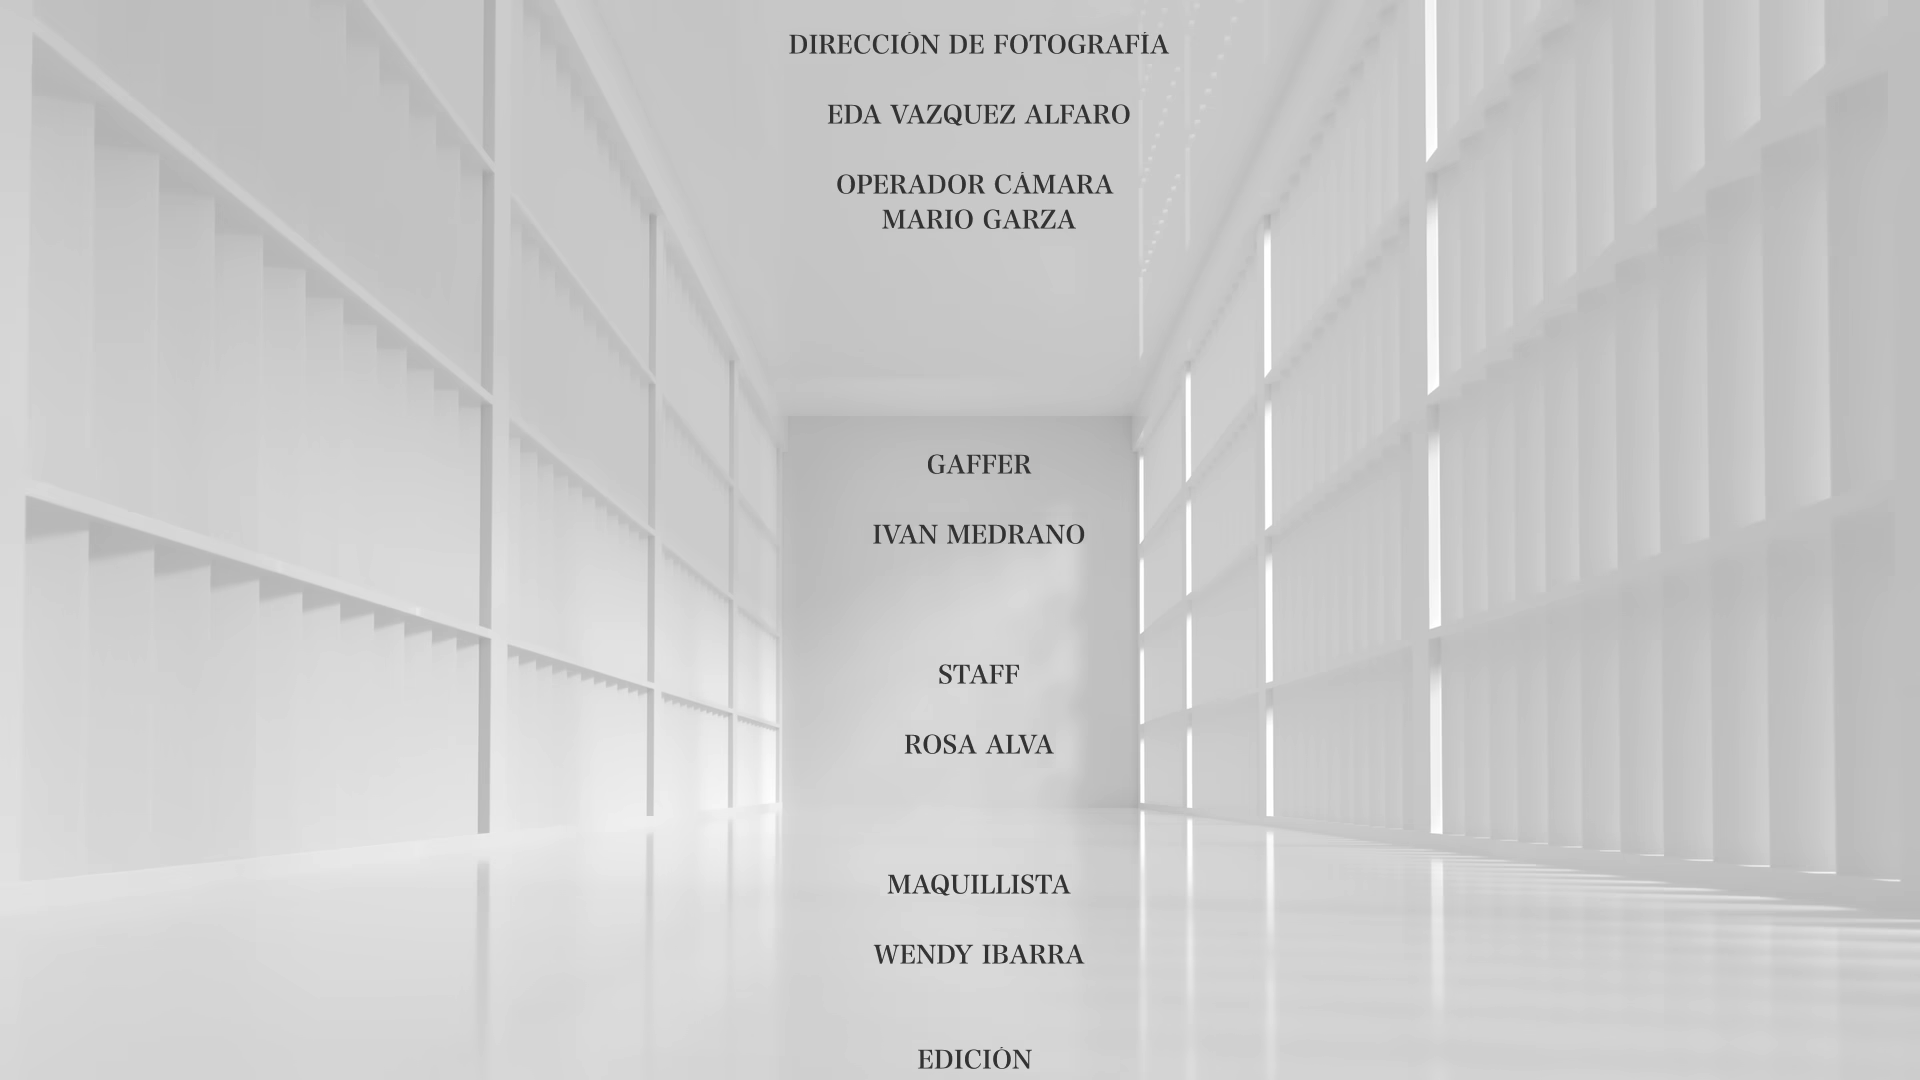 DIRECCIÓN DE FOTOGRAFÍA
EDA VAZQUEZ ALFARO
OPERADOR CÁMARA
MARIO GARZA
GAFFER
IVAN MEDRANO
STAFF
ROSA ALVA
MAQUILLISTA
WENDY IBARRA
EDICIÓN